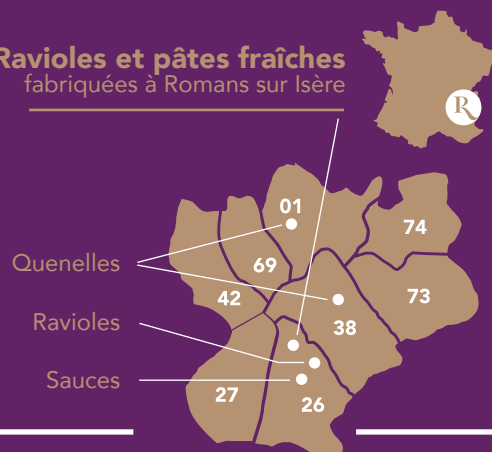 Ravioles et pâtes fraîches
fabriquées à Romans sur Isère
R
01
74
69
Quenelles
42
73
38
Ravioles
Sauces
27
26